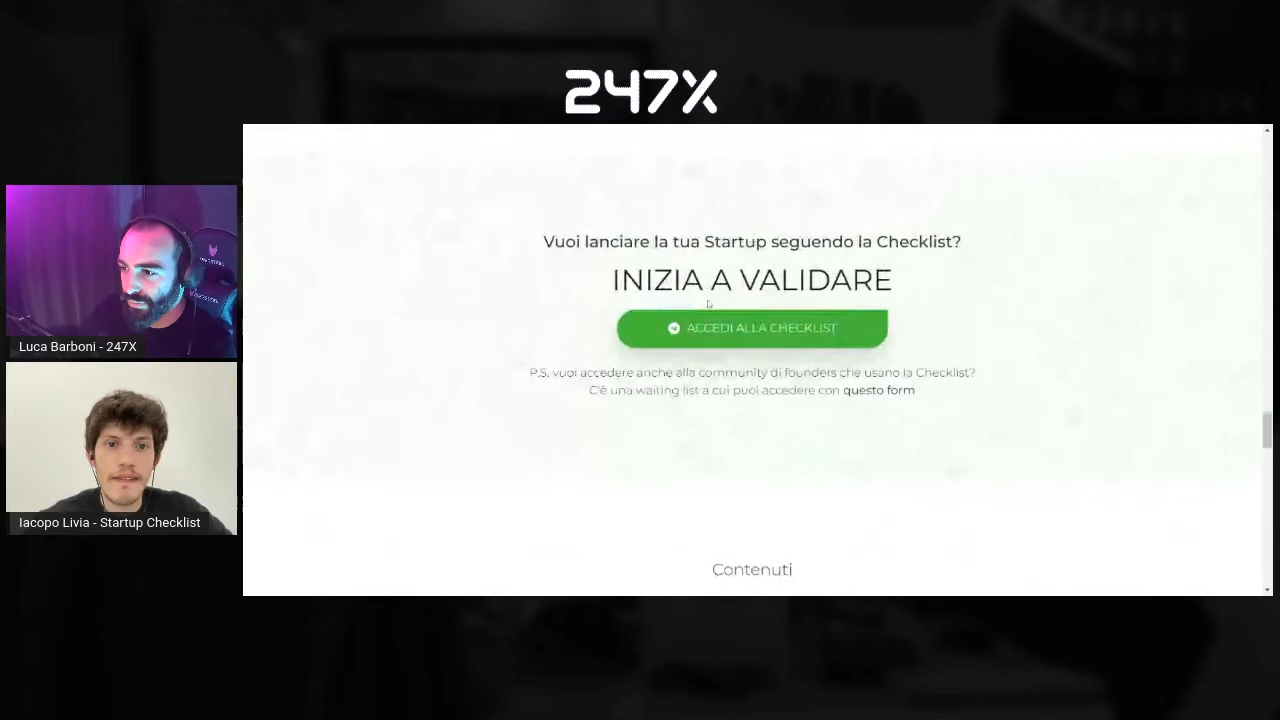 247X
Vuoi lanciare la tua Startup seguendo la Checklist?
INIZIA A VALIDARE
ACCEDI ALLA CHECKLIST
P.S. vuoi accedere anche alla community di founders che usano la Checklist?
C'è una waiting list a cui puoi accedere con questo form
Contenuti
Luca Barboni - 247X
Iacopo Livia - Startup Checklist